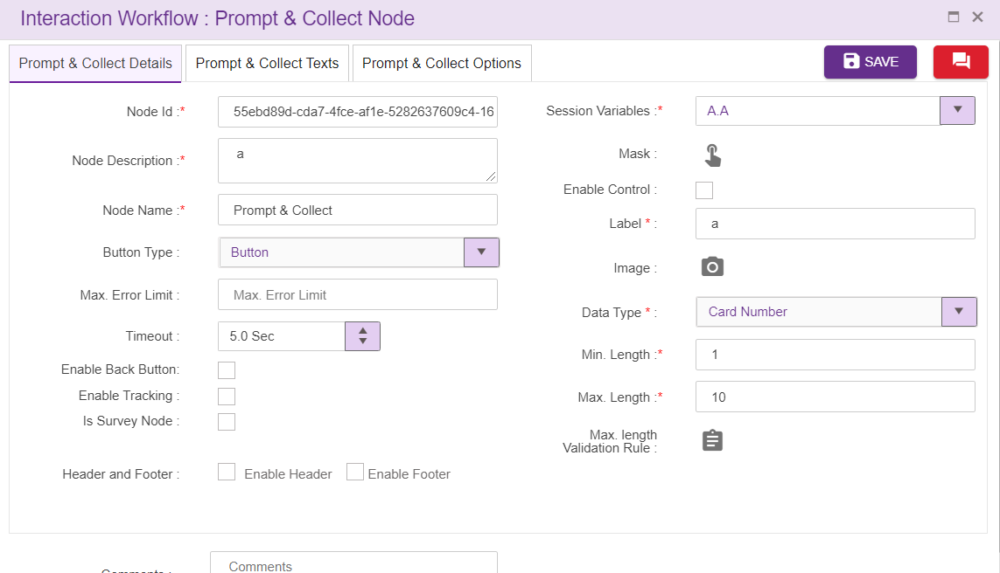 Interaction Workflow : Prompt & Collect Node
Prompt & Collect Details
Prompt & Collect Texts
Prompt & Collect Options
SAVE
Node Id :*
55ebd89d-cda7-4fce-af1e-5282637609c4-16
Node Description :*
a
Node Name :*
Prompt & Collect
Button Type :
Button
Max. Error Limit :
Max. Error Limit
Timeout :
5.0 Sec
Enable Back Button:
Enable Tracking :
Is Survey Node :
Header and Footer :
Enable Header
Enable Footer
Session Variables :*
A.A
Mask :
Enable Control :
Label * :
a
Image :
Data Type * :
Card Number
Min. Length :*
1
Max. Length :*
10
Max. length
Validation Rule :
Comments :
Comments